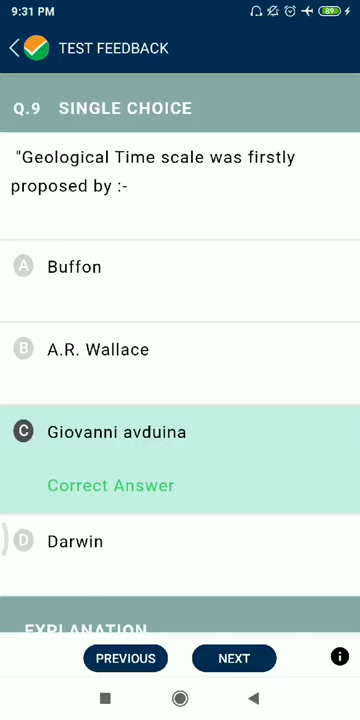 9:31 PM
89
TEST FEEDBACK
Q.9 SINGLE CHOICE
"Geological Time scale was firstly
proposed by :-
A Buffon
B A.R. Wallace
C Giovanni avduina
Correct Answer
D Darwin
EXPLANATION
PREVIOUS NEXT